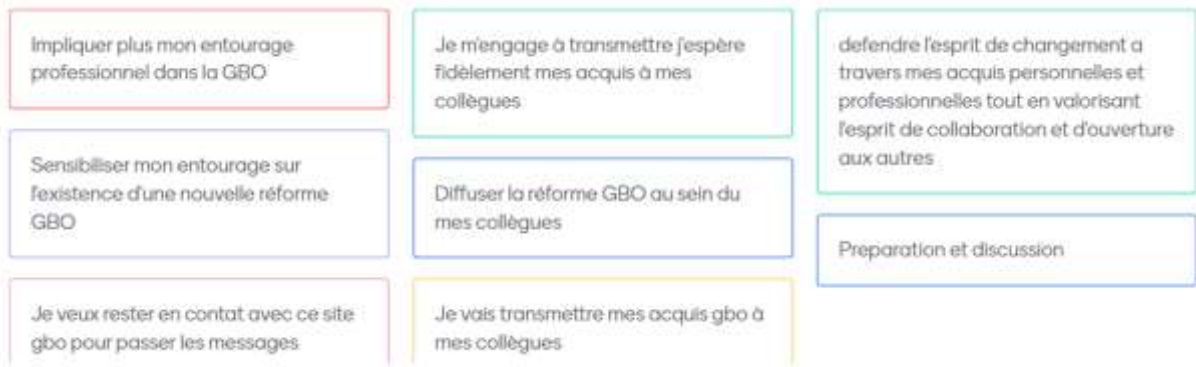 Impliquer plus mon entourage
professionnel dans la GBO
Sensibiliser mon entourage sur
l'existence d'une nouvelle réforme
GBO
Je veux rester en contat avec ce site
gbo pour passer les messages
Je m'engage à transmettre j'espère
fidèlement mes acquis à mes
collègues
Diffuser la réforme GBO au sein du
mes collègues
Je vais transmettre mes acquis gbo à
mes collègues
defendre l'esprit de changement a
travers mes acquis personnelles et
professionnelles tout en valorisant
l'esprit de collaboration et d'ouverture
aux autres
Preparation et discussion